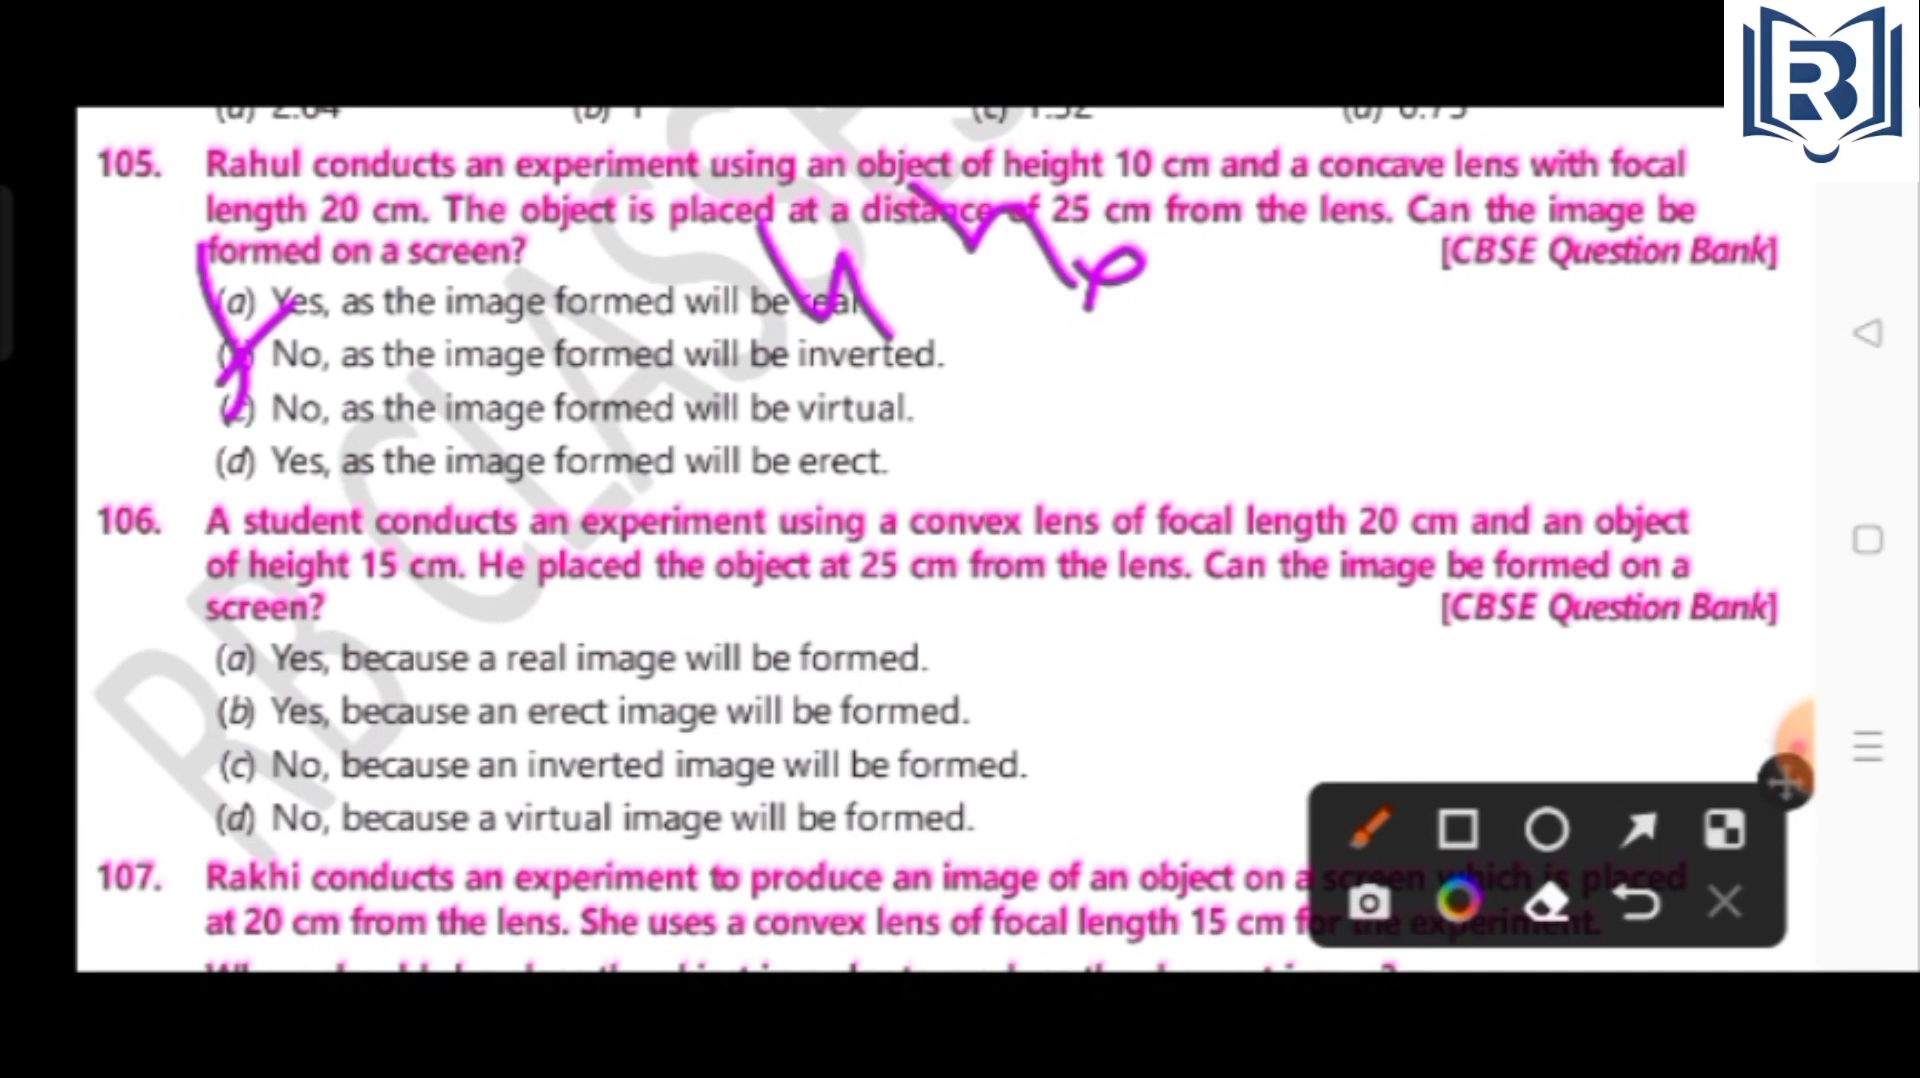 105. Rahul conducts an experiment using an object of height 10 cm and a concave lens with focal
length 20 cm. The object is placed at a distance of 25 cm from the lens. Can the image be
formed on a screen? [CBSE Question Bank]
(a) Yes, as the image formed will be real.
(b) No, as the image formed will be inverted.
(c) No, as the image formed will be virtual.
(d) Yes, as the image formed will be erect.
106. A student conducts an experiment using a convex lens of focal length 20 cm and an object
of height 15 cm. He placed the object at 25 cm from the lens. Can the image be formed on a
screen? [CBSE Question Bank]
(a) Yes, because a real image will be formed.
(b) Yes, because an erect image will be formed.
(c) No, because an inverted image will be formed.
(d) No, because a virtual image will be formed.
107. Rakhi conducts an experiment to produce an image of an object on a screen which is placed
at 20 cm from the lens. She uses a convex lens of focal length 15 cm for the experiment.
RB CLASSES